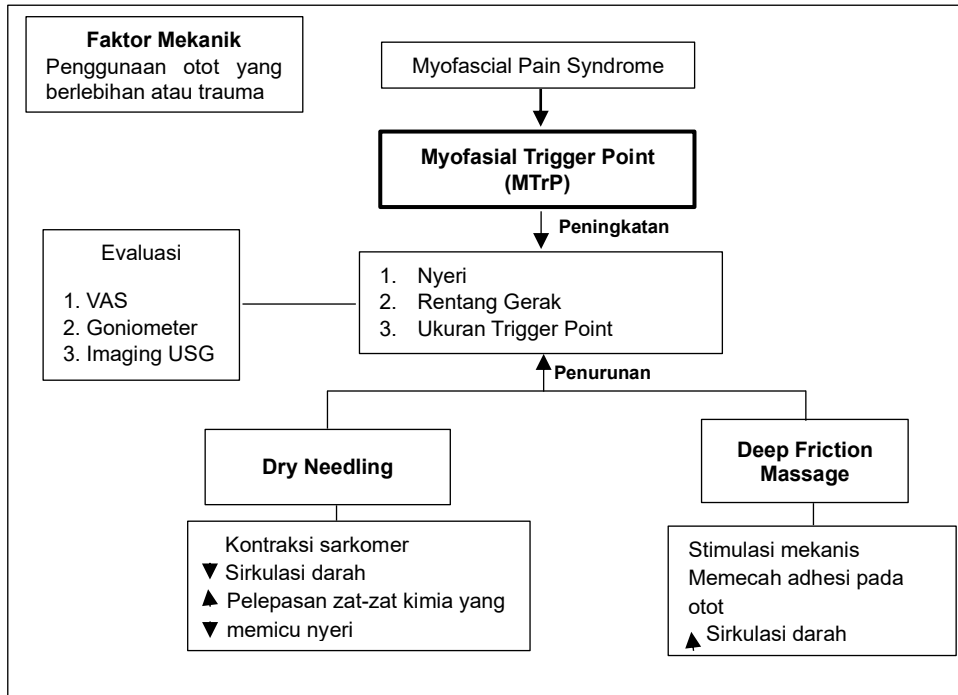 Faktor Mekanik
Penggunaan otot yang
berlebihan atau trauma
Myofascial Pain Syndrome
Myofasial Trigger Point
(MTrP)
Peningkatan
Evaluasi
1. VAS
2. Goniometer
3. Imaging USG
1. Nyeri
2. Rentang Gerak
3. Ukuran Trigger Point
Penurunan
Dry Needling
Deep Friction
Massage
Kontraksi sarkomer
Sirkulasi darah
Pelepasan zat-zat kimia yang
memicu nyeri
Stimulasi mekanis
Memecah adhesi pada
otot
Sirkulasi darah